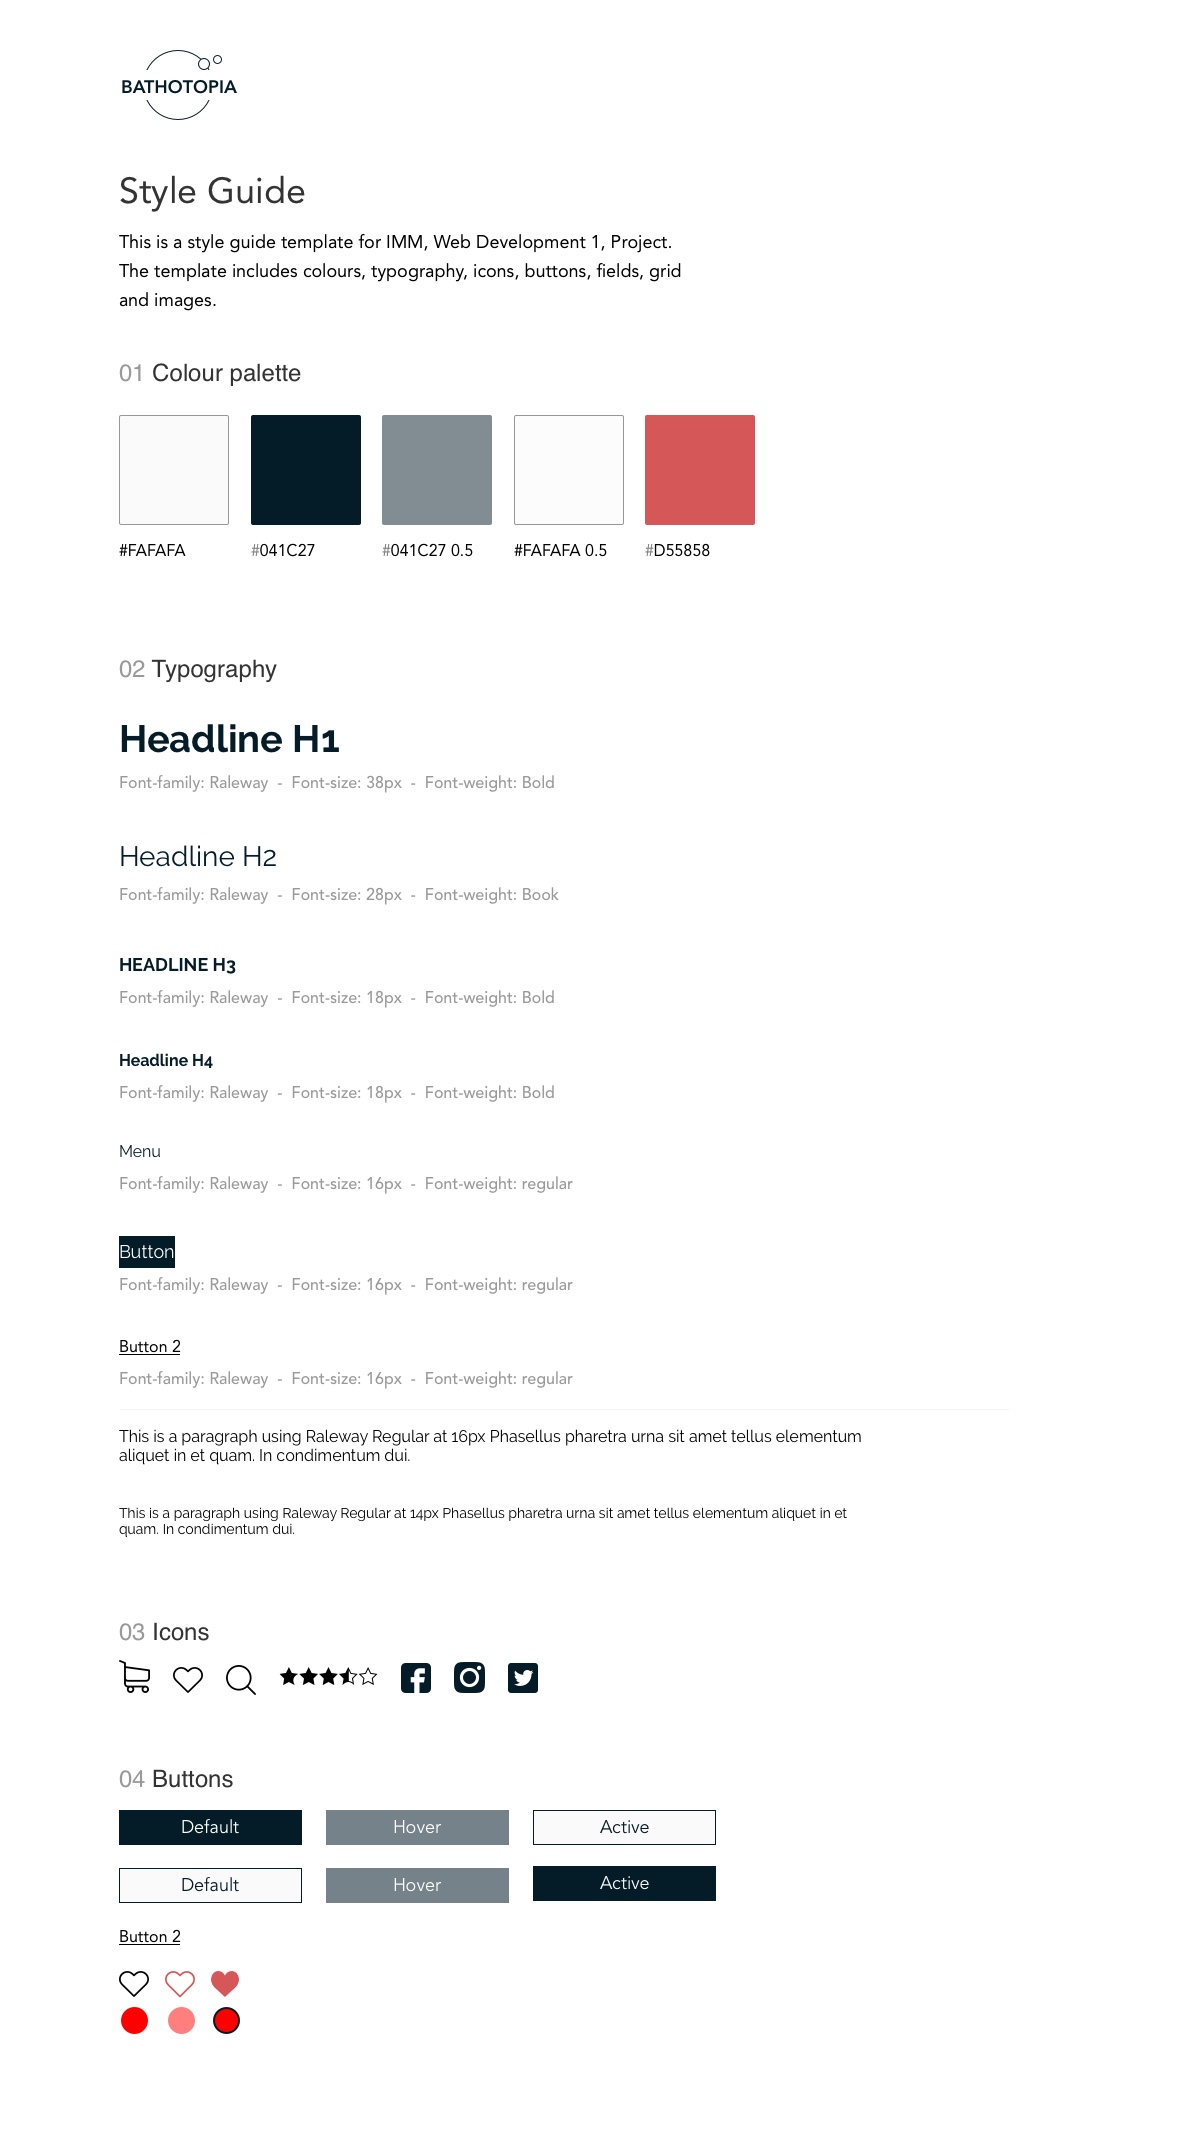 BATHOTOPIA
Style Guide
This is a style guide template for IMM, Web Development 1, Project.
The template includes colours, typography, icons, buttons, fields, grid
and images.
01 Colour palette
#FAFAFA #041C27 #041C27 0.5 #FAFAFA 0.5 #D55858
02 Typography
Headline H1
Font-family: Raleway - Font-size: 38px - Font-weight: Bold
Headline H2
Font-family: Raleway - Font-size: 28px - Font-weight: Book
HEADLINE H3
Font-family: Raleway - Font-size: 18px - Font-weight: Bold
Headline H4
Font-family: Raleway - Font-size: 18px - Font-weight: Bold
Menu
Font-family: Raleway - Font-size: 16px - Font-weight: regular
Button
Font-family: Raleway - Font-size: 16px - Font-weight: regular
Button 2
Font-family: Raleway - Font-size: 16px - Font-weight: regular
This is a paragraph using Raleway Regular at 16px Phasellus pharetra urna sit amet tellus elementum
aliquet in et quam. In condimentum dui.
This is a paragraph using Raleway Regular at 14px Phasellus pharetra urna sit amet tellus elementum aliquet in et
quam. In condimentum dui.
03 Icons
04 Buttons
Default Hover Active
Default Hover Active
Button 2